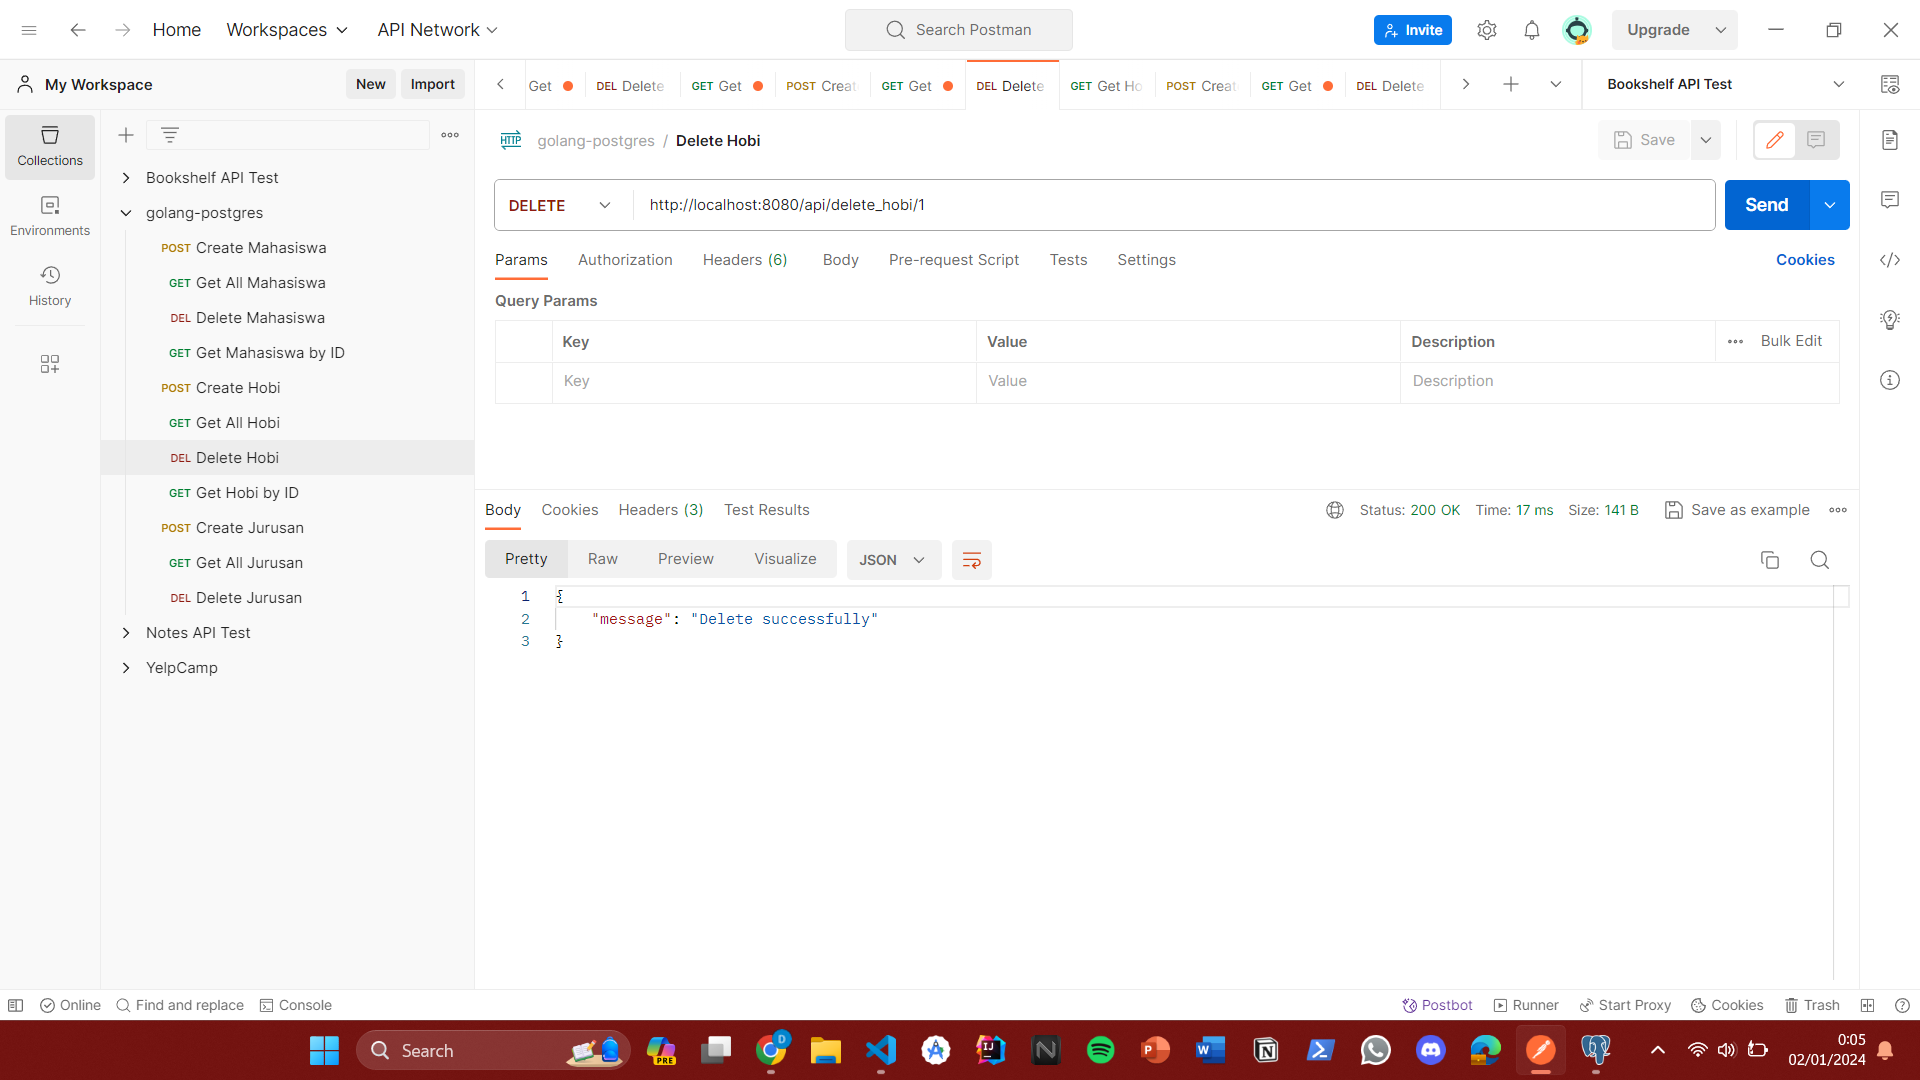 Home Workspaces API Network Search Postman Invite Upgrade
My Workspace New Import
Get DEL Delete GET Get POST Creat GET Get DEL Delete GET Get Ho POST Creat GET Get DEL Delete Bookshelf API Test
Collections
Environments
History
Bookshelf API Test
golang-postgres
POST Create Mahasiswa
GET Get All Mahasiswa
DEL Delete Mahasiswa
GET Get Mahasiswa by ID
POST Create Hobi
GET Get All Hobi
DEL Delete Hobi
GET Get Hobi by ID
POST Create Jurusan
GET Get All Jurusan
DEL Delete Jurusan
Notes API Test
YelpCamp
HTTP golang-postgres / Delete Hobi Save
DELETE http://localhost:8080/api/delete_hobi/1 Send
Params Authorization Headers (6) Body Pre-request Script Tests Settings Cookies
Query Params
Key Value Description Bulk Edit
Key Value Description
Body Cookies Headers (3) Test Results Status: 200 OK Time: 17 ms Size: 141 B Save as example
Pretty Raw Preview Visualize JSON
1 {
2 "message": "Delete successfully"
3 }
Online Find and replace Console Postbot Runner Start Proxy Cookies Trash
Search PRE D 0:05
02/01/2024